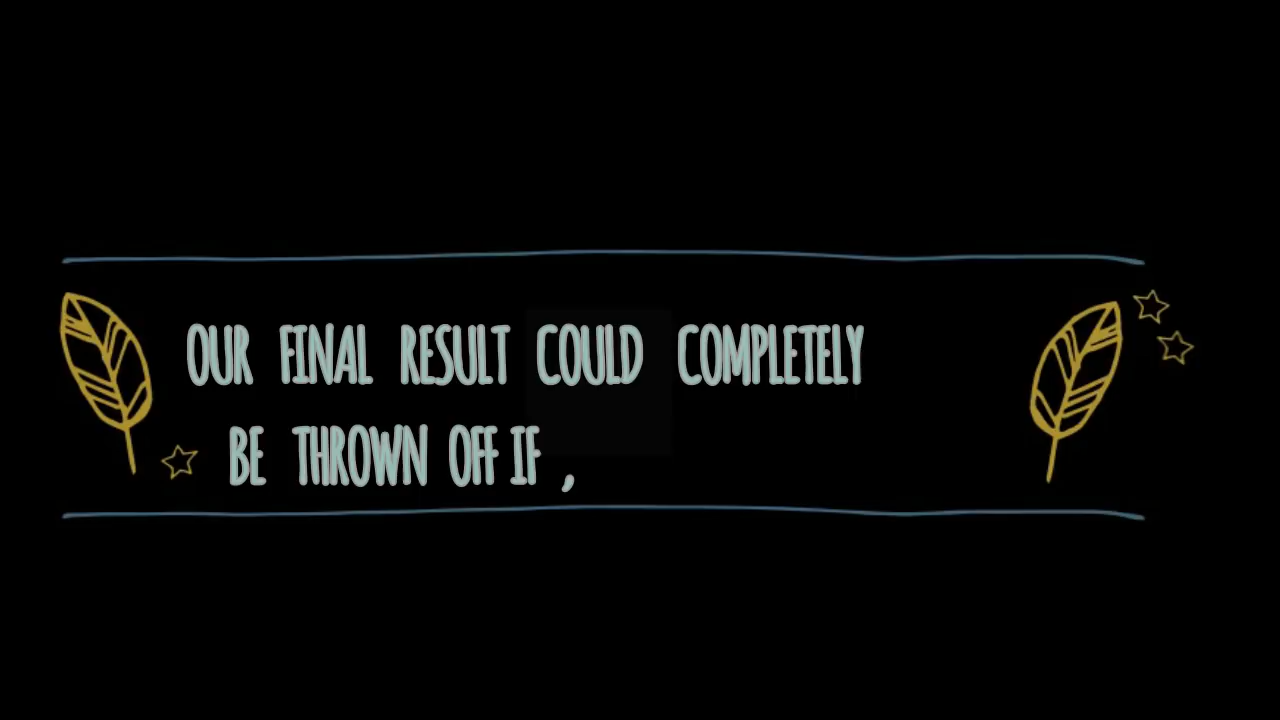 OUR FINAL RESULT COULD COMPLETELY
BE THROWN OFF IF ,